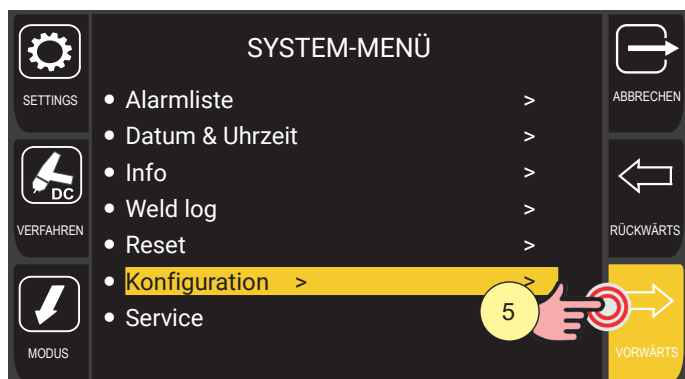 SYSTEM-MENÜ
SETTINGS
ABBRECHEN
• Alarmliste >
• Datum & Uhrzeit >
• Info >
DC
• Weld log >
VERFAHREN
RÜCKWÄRTS
• Reset >
• Konfiguration > >
5
• Service
MODUS
VORWÄRTS